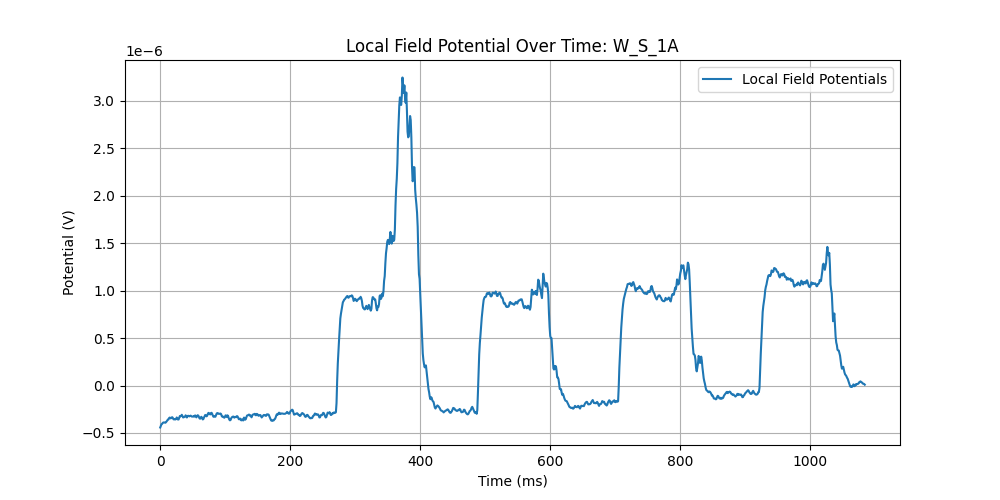 Local Field Potential Over Time: W_S_1A
1e−6
Local Field Potentials
3.0
2.5
2.0
1.5
1.0
0.5
0.0
−0.5
Potential (V)
0 200 400 600 800 1000
Time (ms)